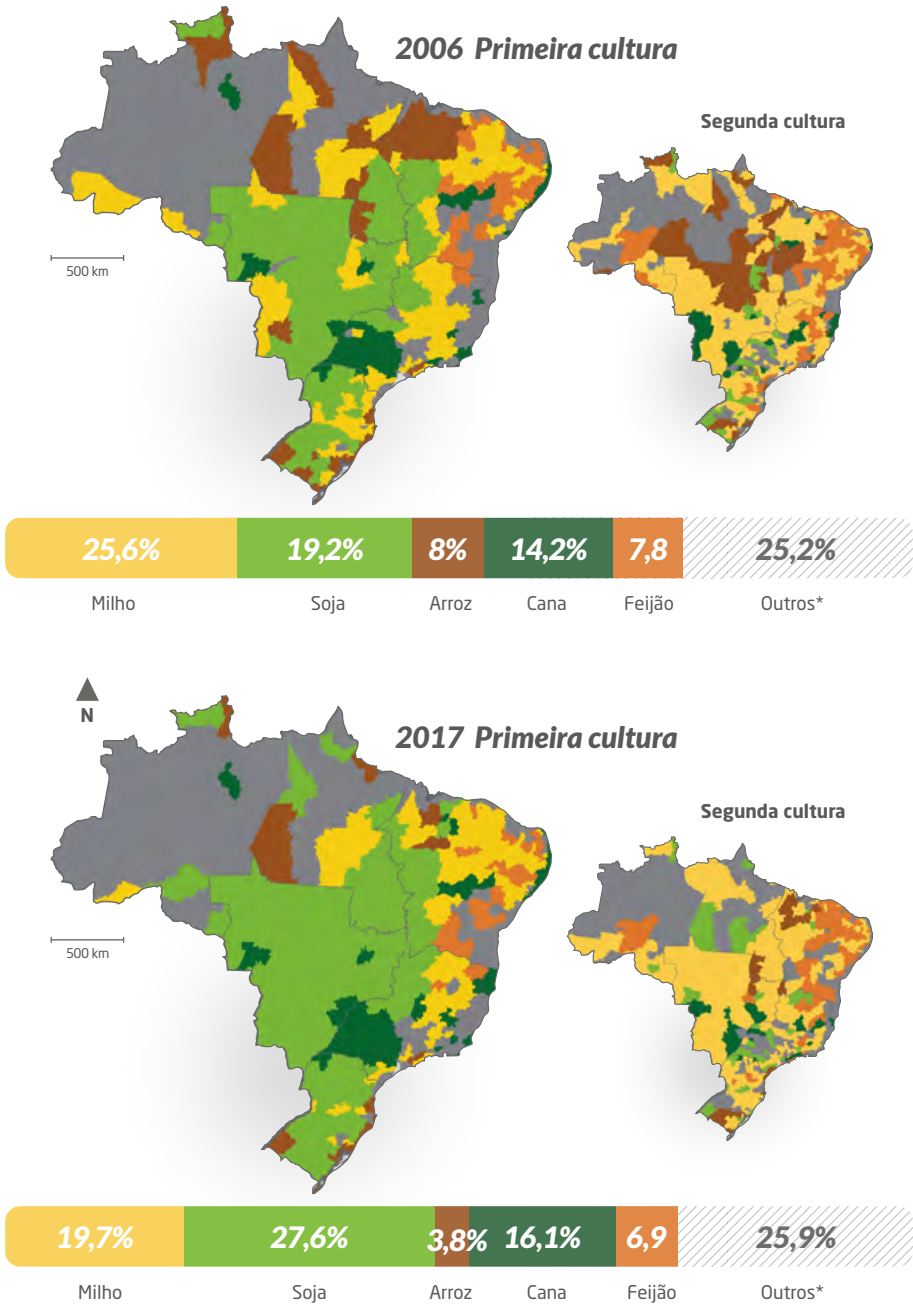 2006 Primeira cultura
Segunda cultura
500 km
25,6% 19,2% 8% 14,2% 7,8 25,2%
Milho Soja Arroz Cana Feijão Outros*
N
2017 Primeira cultura
Segunda cultura
500 km
19,7% 27,6% 3,8% 16,1% 6,9 25,9%
Milho Soja Arroz Cana Feijão Outros*